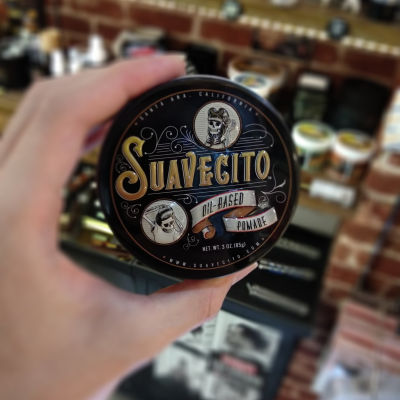 SANTA ANA, CALIFORNIA
SUAVECITO
OIL-BASED
POMADE
NET WT. 3 OZ. (85g)
WWW.SUAVECITO.COM